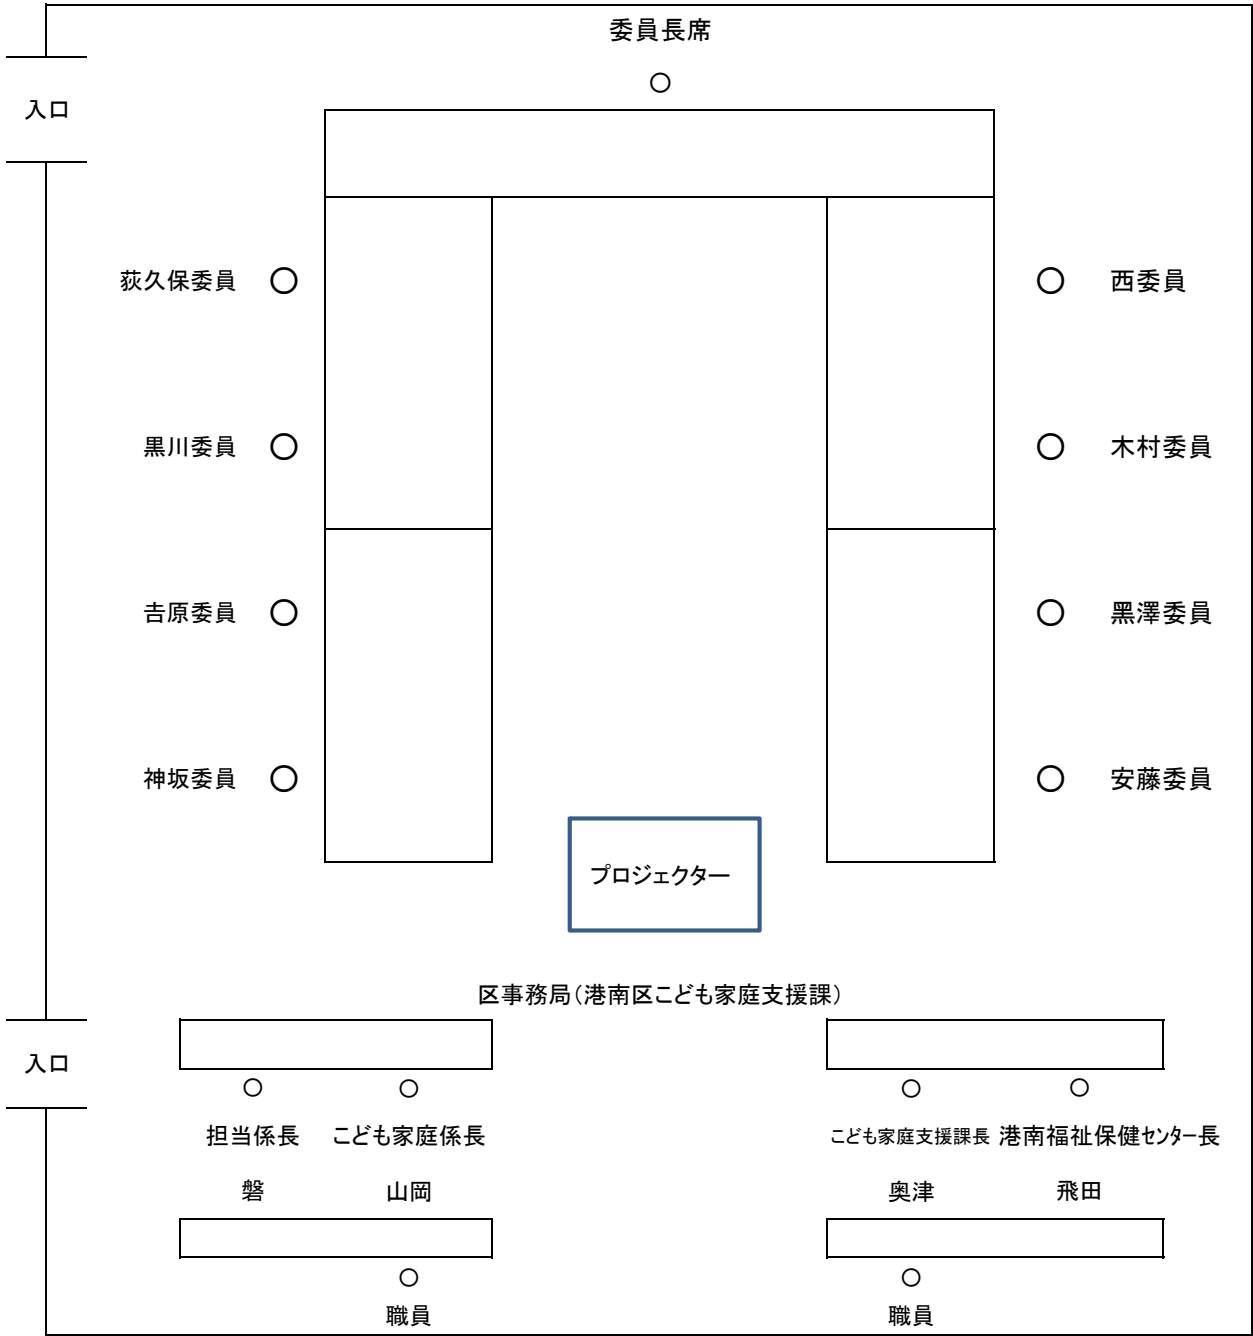 委員長席
入口
荻久保委員 ○ ○ 西委員
黒川委員 ○ ○ 木村委員
𠮷原委員 ○ ○ 黒澤委員
神坂委員 ○ ○ 安藤委員
プロジェクター
区事務局（港南区こども家庭支援課）
入口
担当係長 こども家庭係長 こども家庭支援課長 港南福祉保健センター長
磐 山岡 奥津 飛田
職員 職員